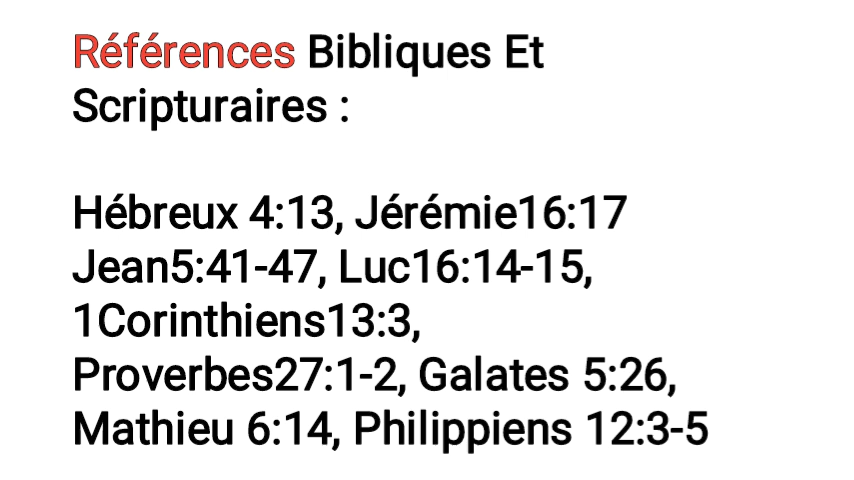 Références Bibliques Et
Scripturaires :
Hébreux 4:13, Jérémie16:17
Jean5:41-47, Luc16:14-15,
1Corinthiens13:3,
Proverbes27:1-2, Galates 5:26,
Mathieu 6:14, Philippiens 12:3-5